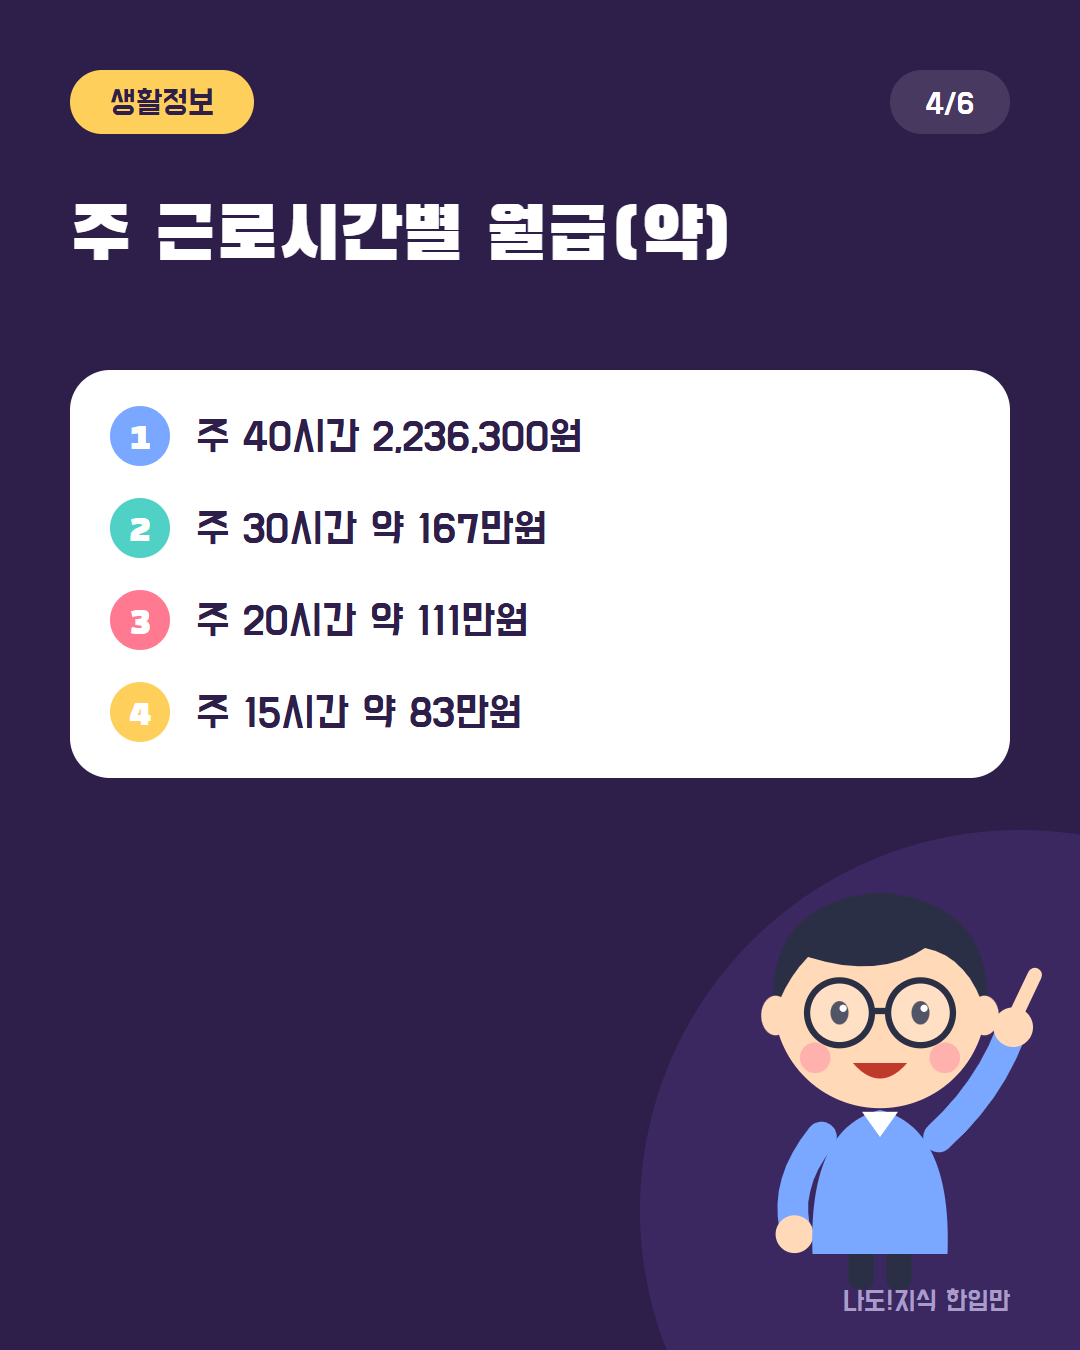 생활정보
4/6
주 근로시간별 월급(약)
1 주 40시간 2,236,300원
2 주 30시간 약 167만원
3 주 20시간 약 111만원
4 주 15시간 약 83만원
나도!지식 한입만